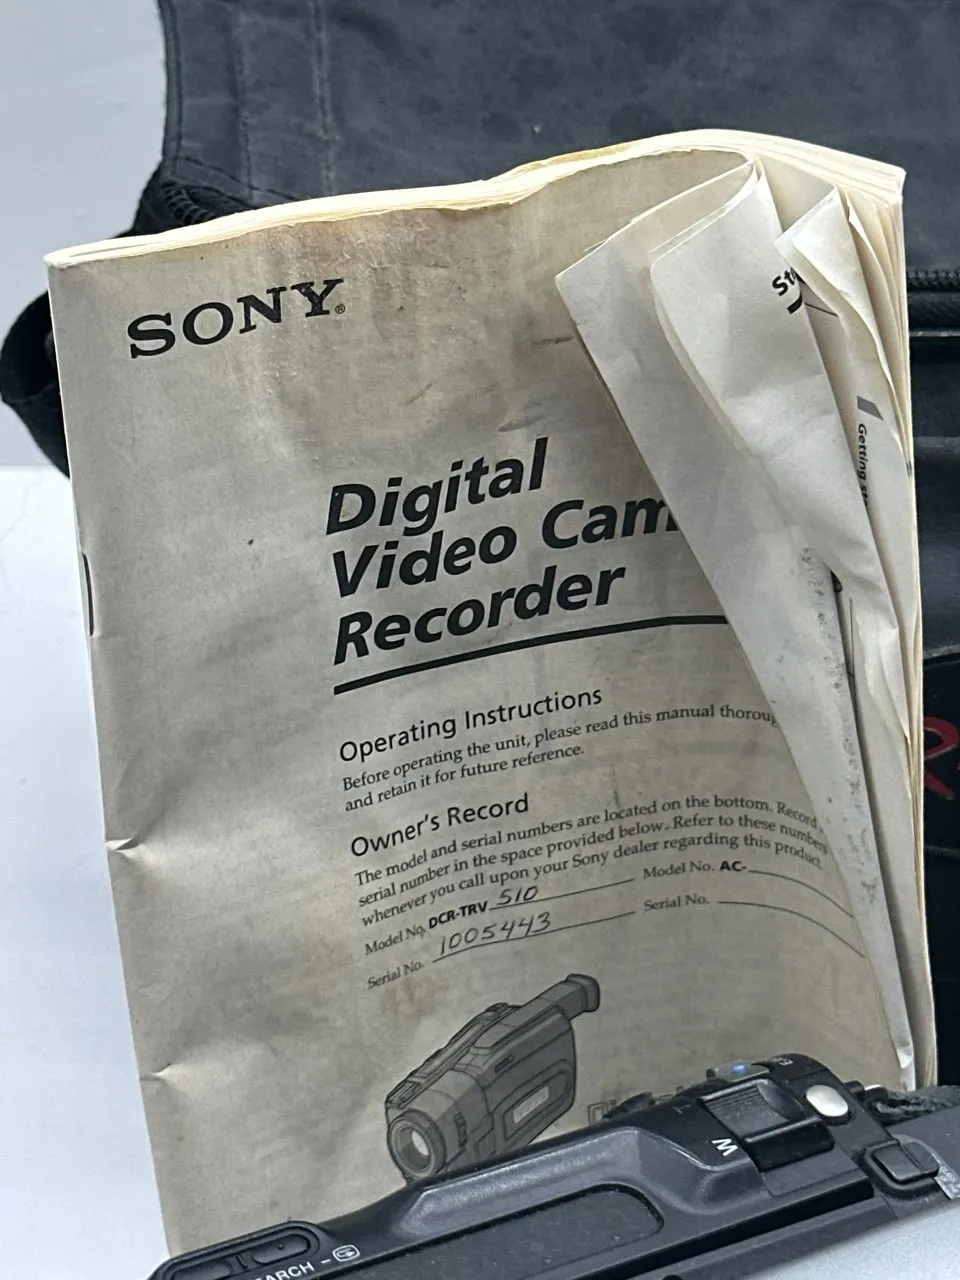 SONY®
Digital
Video Cam
Recorder
Operating Instructions
Before operating the unit, please read this manual thoroug
and retain it for future reference.
Owner's Record
The model and serial numbers are located on the bottom. Record
serial number in the space provided below. Refer to these numbers
whenever you call upon your Sony dealer regarding this product.
Model No. DCR-TRV 510 Model No. AC-
Serial No. 1005443 Serial No.
Getting st
W
EARCH –